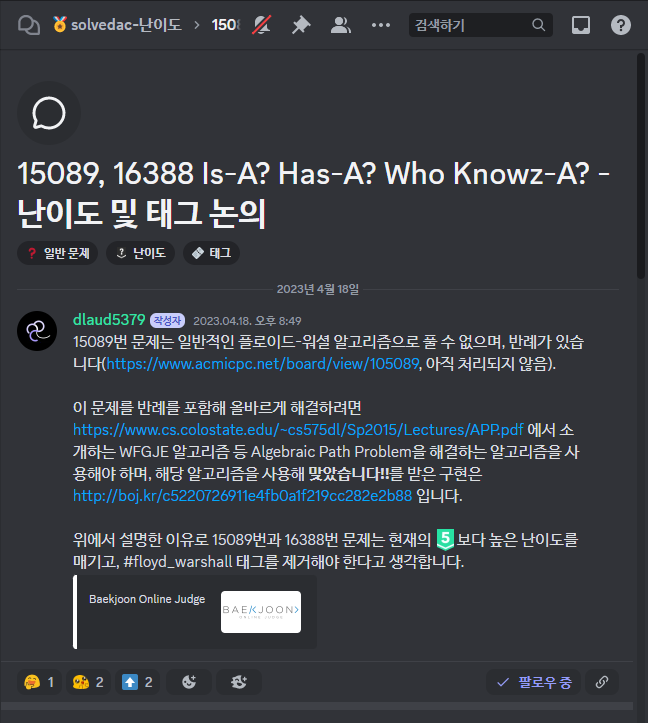 solvedac-난이도 > 1508
검색하기
15089, 16388 Is-A? Has-A? Who Knowz-A? -
난이도 및 태그 논의
일반 문제 난이도 태그
2023년 4월 18일
dlaud5379 작성자 2023.04.18. 오후 8:49
15089번 문제는 일반적인 플로이드-워셜 알고리즘으로 풀 수 없으며, 반례가 있습
니다(https://www.acmicpc.net/board/view/105089, 아직 처리되지 않음).
이 문제를 반례를 포함해 올바르게 해결하려면
https://www.cs.colostate.edu/~cs575dl/Sp2015/Lectures/APP.pdf 에서 소
개하는 WFGJE 알고리즘 등 Algebraic Path Problem을 해결하는 알고리즘을 사
용해야 하며, 해당 알고리즘을 사용해 맞았습니다!!를 받은 구현은
http://boj.kr/c5220726911e4fb0a1f219cc282e2b88 입니다.
위에서 설명한 이유로 15089번과 16388번 문제는 현재의 5 보다 높은 난이도를
매기고, #floyd_warshall 태그를 제거해야 한다고 생각합니다.
Baekjoon Online Judge
BAEKJOON
ONLINE JUDGE
1 2 2
팔로우 중